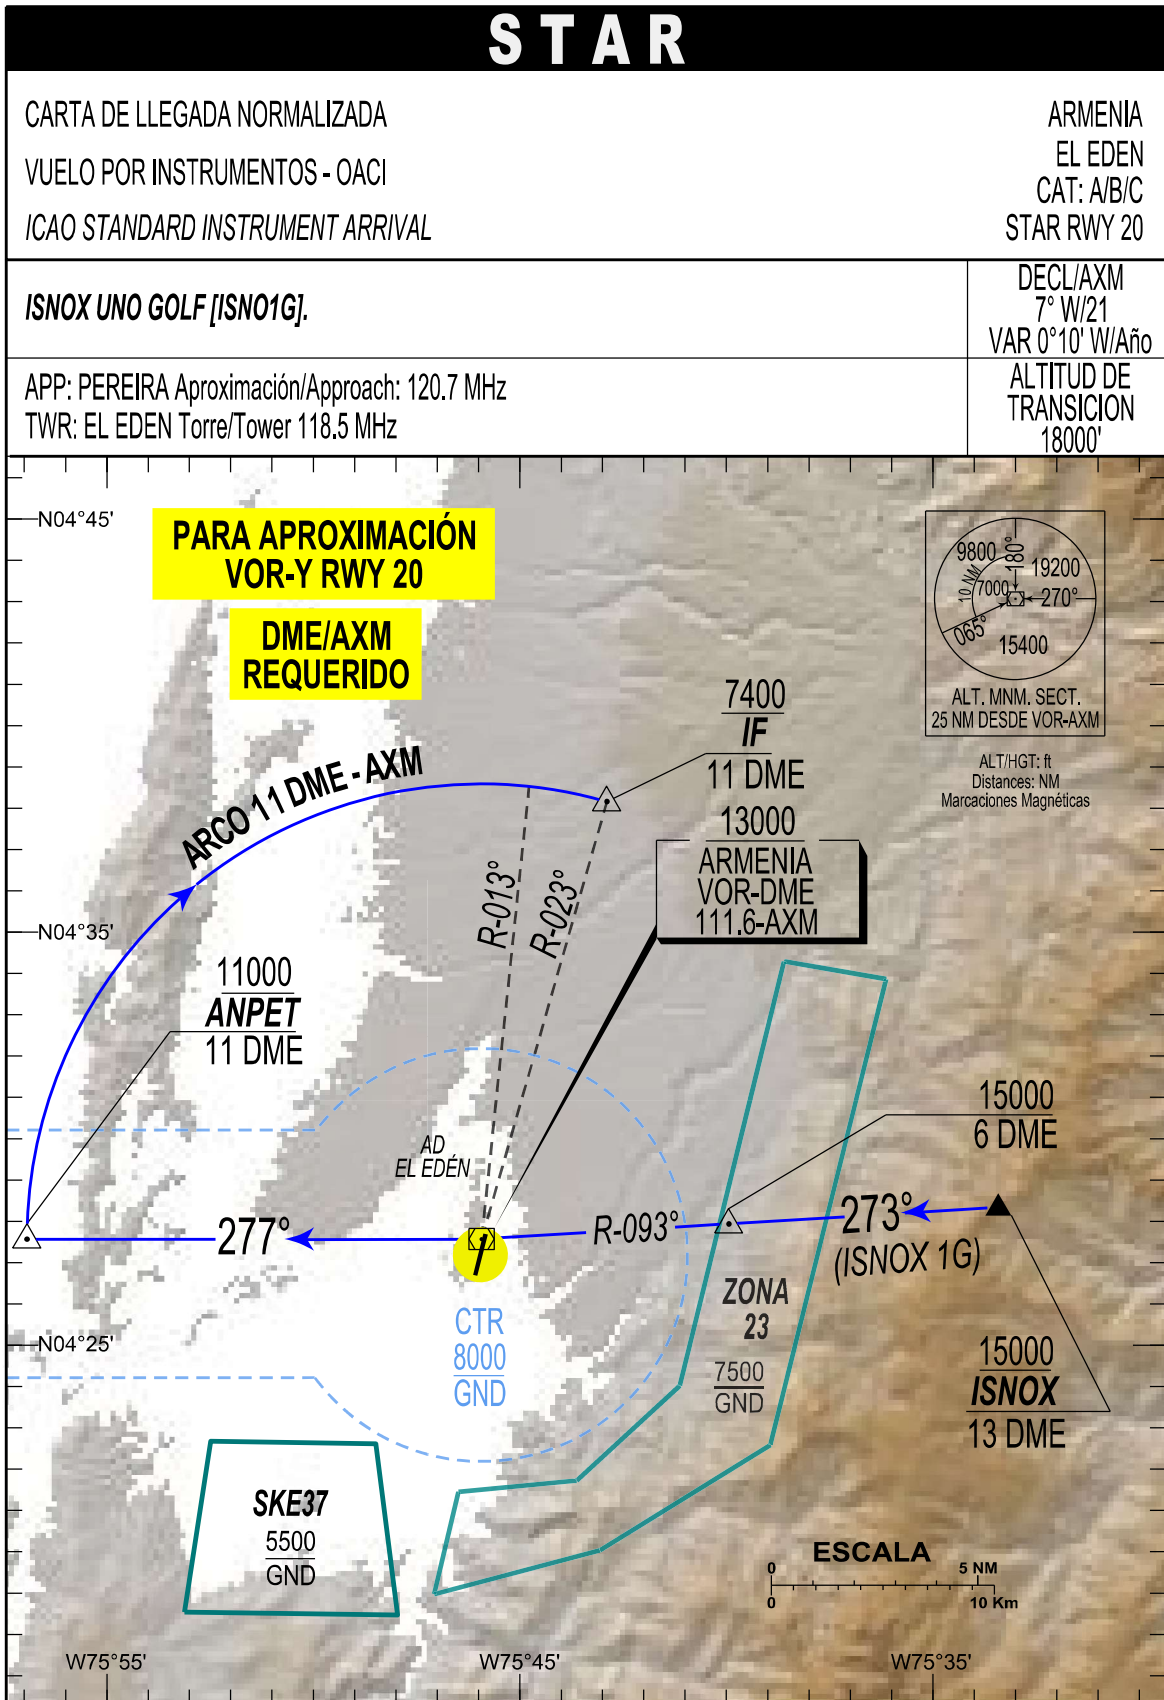 STAR
CARTA DE LLEGADA NORMALIZADA
VUELO POR INSTRUMENTOS - OACI
ICAO STANDARD INSTRUMENT ARRIVAL
ARMENIA
EL EDEN
CAT: A/B/C
STAR RWY 20
ISNOX UNO GOLF [ISNO1G].
DECL/AXM
7° W/21
VAR 0°10' W/Año
APP: PEREIRA Aproximación/Approach: 120.7 MHz
TWR: EL EDEN Torre/Tower 118.5 MHz
ALTITUD DE
TRANSICION
18000'
N04°45'
PARA APROXIMACIÓN
VOR-Y RWY 20
DME/AXM
REQUERIDO
9800
180°
19200
10 NM
7000
270°
065°
15400
ALT. MNM. SECT.
25 NM DESDE VOR-AXM
ALT/HGT: ft
Distances: NM
Marcaciones Magnéticas
7400
IF
11 DME
ARCO 11 DME - AXM
13000
ARMENIA
VOR-DME
111.6-AXM
R-013°
R-023°
N04°35'
11000
ANPET
11 DME
15000
6 DME
AD
EL EDÉN
277°
R-093°
273°
(ISNOX 1G)
ZONA
23
7500
GND
CTR
8000
GND
N04°25'
15000
ISNOX
13 DME
SKE37
5500
GND
ESCALA
0
5 NM
0
10 Km
W75°55'
W75°45'
W75°35'